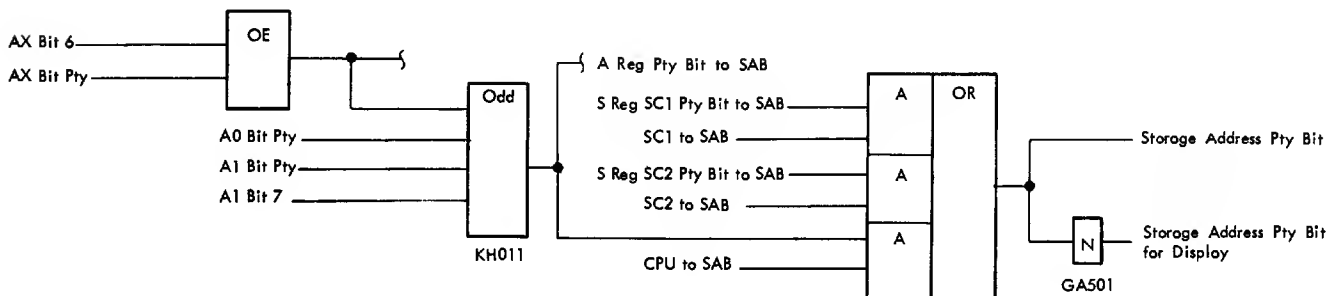 AX Bit 6
AX Bit Pty
OE
A0 Bit Pty
A1 Bit Pty
A1 Bit 7
Odd
KH011
A Reg Pty Bit to SAB
S Reg SC1 Pty Bit to SAB
SC1 to SAB
S Reg SC2 Pty Bit to SAB
SC2 to SAB
CPU to SAB
A
A
A
OR
Storage Address Pty Bit
N
GA501
Storage Address Pty Bit
for Display